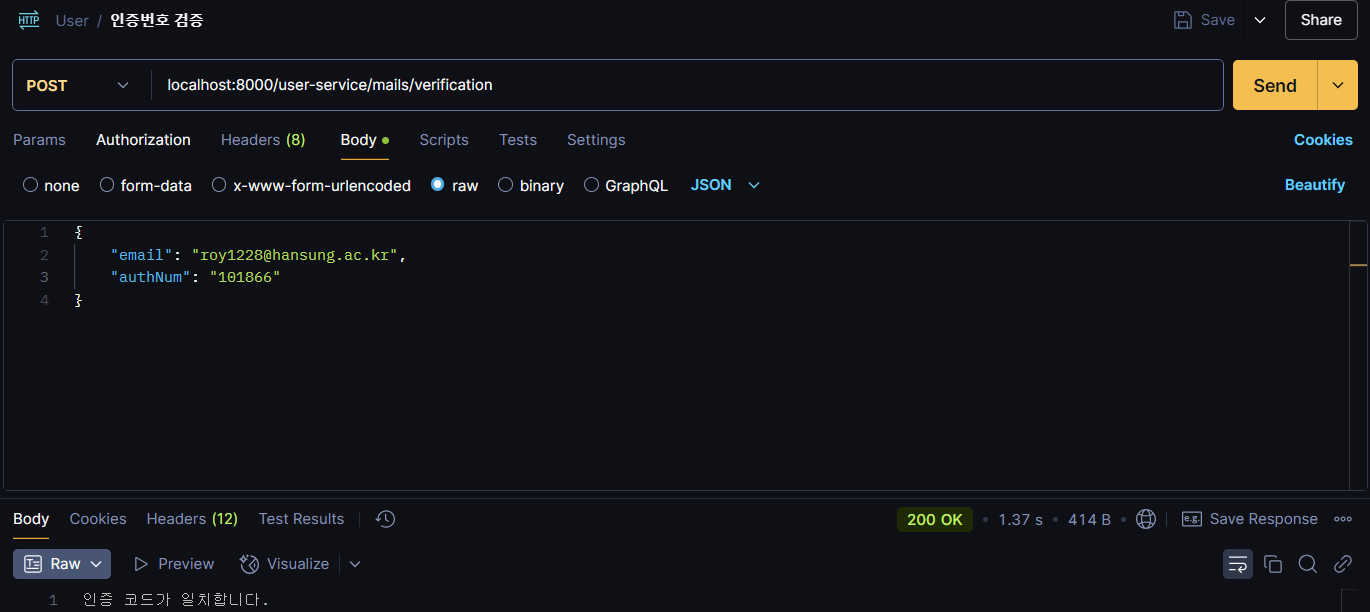 HTTP User / 인증번호 검증 Save Share
POST localhost:8000/user-service/mails/verification Send
Params Authorization Headers (8) Body Scripts Tests Settings Cookies
none form-data x-www-form-urlencoded raw binary GraphQL JSON Beautify
1 {
2 "email": "roy1228@hansung.ac.kr",
3 "authNum": "101866"
4 }
Body Cookies Headers (12) Test Results 200 OK • 1.37 s • 414 B • e.g. Save Response
Raw Preview Visualize
1 인증 코드가 일치합니다.